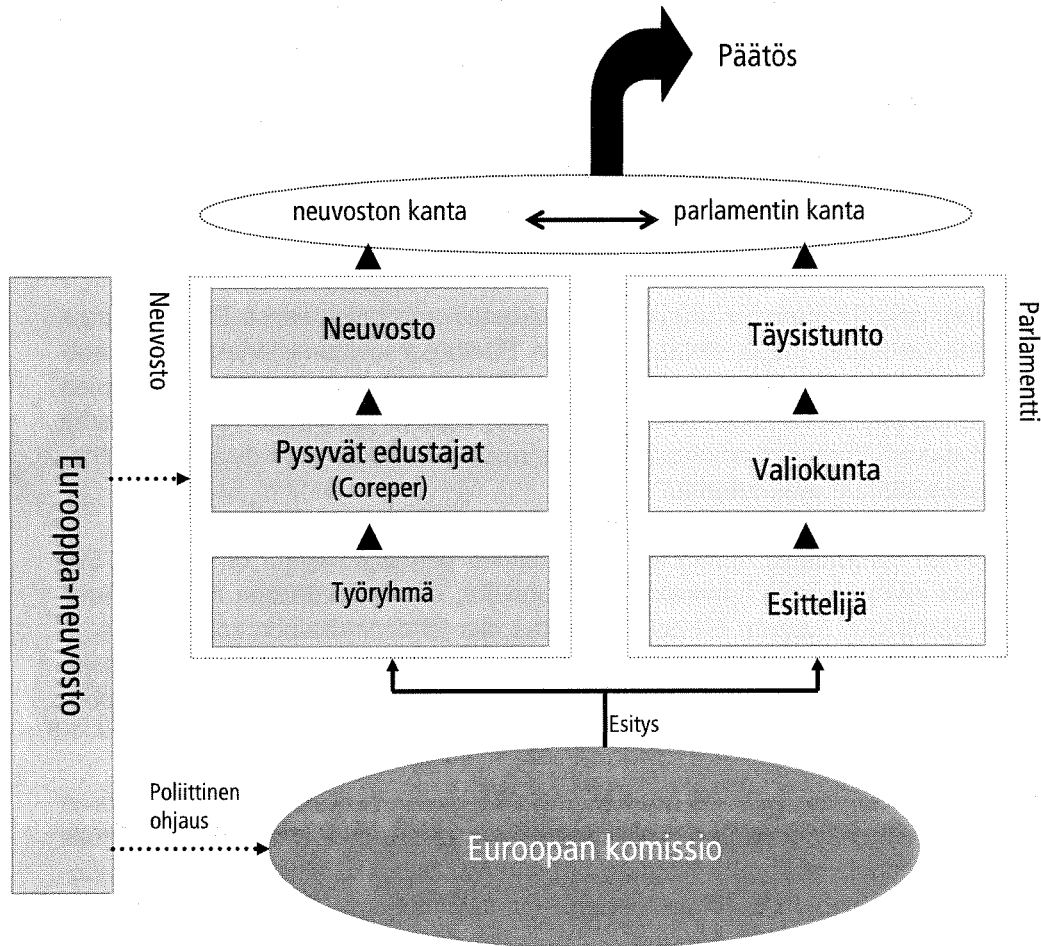 Päätös
neuvoston kanta
parlamentin kanta
Neuvosto
Neuvosto
Pysyvät edustajat
(Coreper)
Työryhmä
Täysistunto
Valiokunta
Esittelijä
Parlamentti
Eurooppa-neuvosto
Esitys
Poliittinen
ohjaus
Euroopan komissio